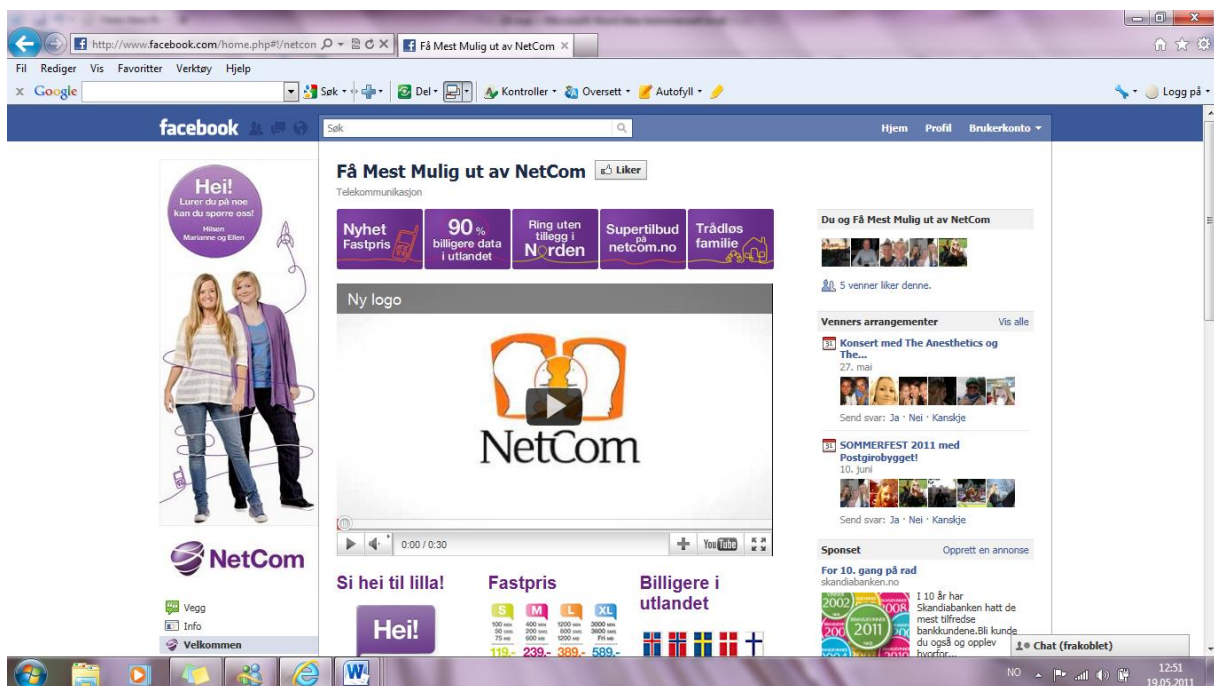 http://www.facebook.com/home.php#!/netcon
Få Mest Mulig ut av NetCom
Fil Rediger Vis Favoritter Verktøy Hjelp
Google
Søk
Del
Kontroller
Oversett
Autofyll
Logg på
facebook
Søk
Hjem Profil Brukerkonto
Hei!
Lurer du på noe
kan du spørre oss!
Hilsen
Marianne og Ellen
NetCom
Vegg
Info
Velkommen
Få Mest Mulig ut av NetCom
Liker
Telekommunikasjon
Nyhet
Fastpris
90 %
billigere data
i utlandet
Ring uten
tillegg i
Norden
Supertilbud
på
netcom.no
Trådløs
familie
Ny logo
NetCom
0:00 / 0:30
YouTube
Si hei til lilla!
Hei!
Fastpris
S M L XL
119,- 239,- 389,- 589,-
Billigere i
utlandet
Du og Få Mest Mulig ut av NetCom
5 venner liker denne.
Venners arrangementer Vis alle
31
Konsert med The Anesthetics og
The...
27. mai
Send svar: Ja · Nei · Kanskje
31
SOMMERFEST 2011 med
Postgirobygget!
10. juni
Send svar: Ja · Nei · Kanskje
Sponset Opprett en annonse
For 10. gang på rad
skandiabanken.no
2002
2008
2011
I 10 år har
Skandiabanken hatt de
mest tilfredse
bankkundene.Bli kunde
du også og opplev
hvorfor...
Chat (frakoblet)
NO
12:51
19.05.2011